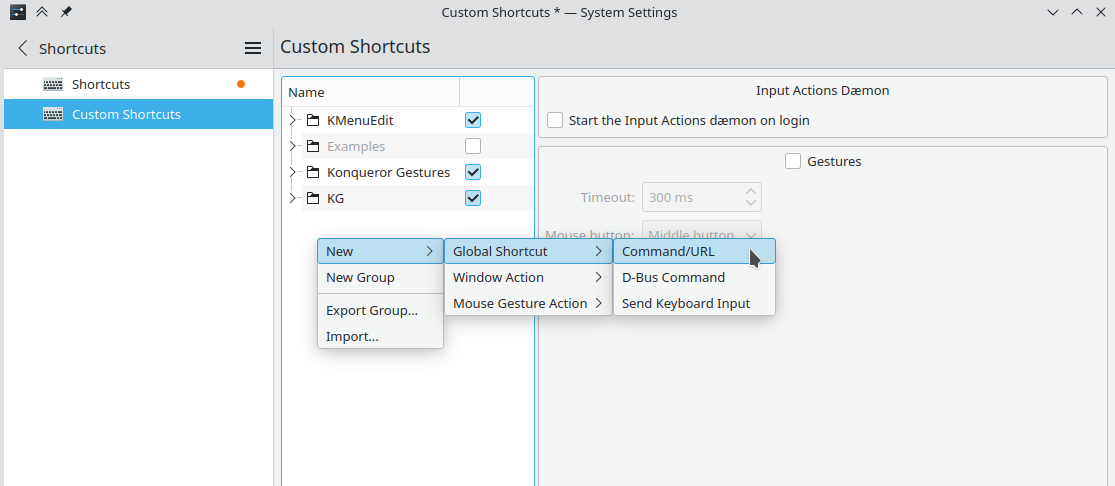 Custom Shortcuts * — System Settings
Shortcuts
Custom Shortcuts
Shortcuts
Custom Shortcuts
Name
KMenuEdit
Examples
Konqueror Gestures
KG
Input Actions Dæmon
Start the Input Actions dæmon on login
Gestures
Timeout: 300 ms
Mouse button: Middle button
New
New Group
Export Group...
Import...
Global Shortcut
Window Action
Mouse Gesture Action
Command/URL
D-Bus Command
Send Keyboard Input